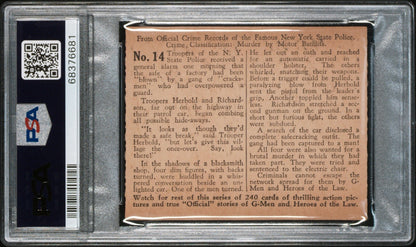 From Official Crime Records of the Famous New York State Police.
Crime Classification: Murder by Motor Bandits.
No. 14 Troopers of the N. Y.
State Police received a
general alarm one morning that
the safe of a factory had been
"blown" by a gang of "cracks-
men" who had overpowered a
guard.
Troopers Herbold and Richard-
son, far out on the highway in
their patrol car, began combing
all possible hide-aways.
"It looks as though they'd
made a safe break," said Trooper
Herbold, "but let's give this vil-
lage the once-over. Say, look
here!"
In the shadows of a blacksmith
shop, four dim figures, with backs
turned, were huddled in a whis-
pered conversation beside an un-
lighted car. One of the men turned.
He let out an oath and reached
for an automatic carried in a
shoulder holster. The others
whirled, snatching their weapons.
Before a trigger could be pulled, a
paralyzing blow from Herbold
sent the pistol from the leader's
grip. Another toppled him sense-
less. Richardson stretched a sec-
ond gunman on the ground. In a
short but furious fight, the two
others were subdued.
A search of the car disclosed a
complete safecracking outfit. The
gang had been captured to a man!
All four also were wanted for a
brutal murder in which they had
taken part. They were tried and
sentenced to the electric chair.
Criminals cannot escape the
network spread for them by G-
Men and Heroes of the Law.
Watch for rest of this series of 240 cards of thrilling action pic-
tures and true "Official" stories of G-Men and Heroes of the Law.
PSA
68376681